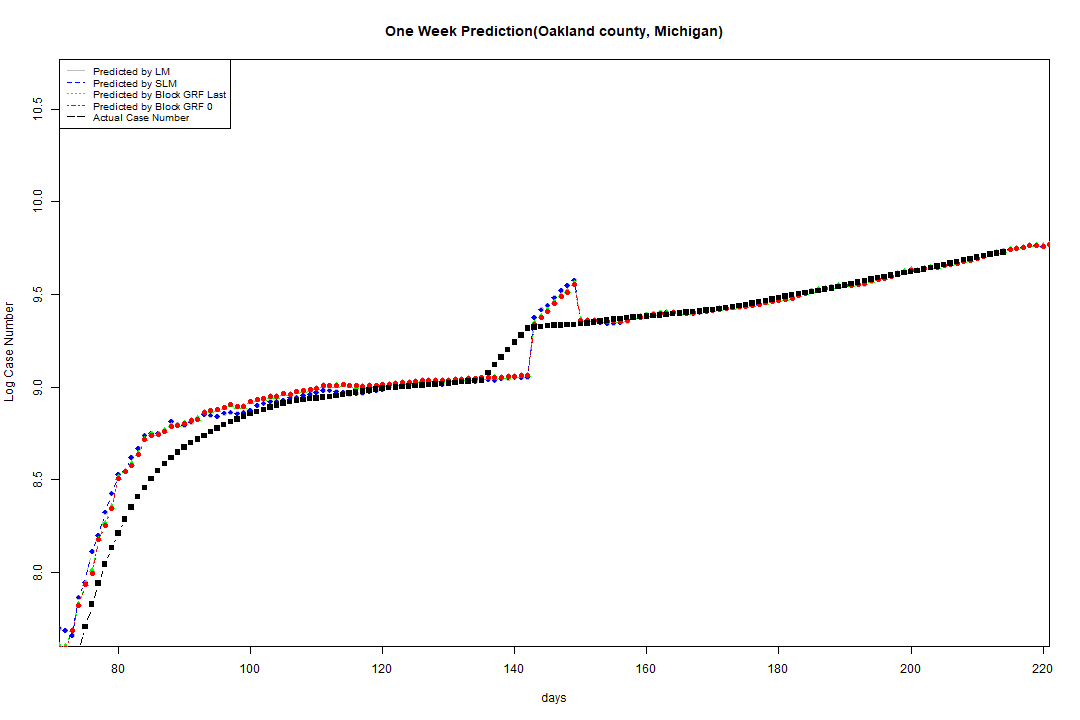 One Week Prediction(Oakland county, Michigan)
Predicted by LM
Predicted by SLM
Predicted by Block GRF Last
Predicted by Block GRF 0
Actual Case Number
Log Case Number
10.5
10.0
9.5
9.0
8.5
8.0
80 100 120 140 160 180 200 220
days